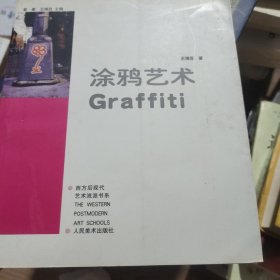 涂鸦艺术
Graffiti
西方后现代
艺术流派书系
THE WESTERN
POSTMODERN
ART SCHOOLS
人民美术出版社